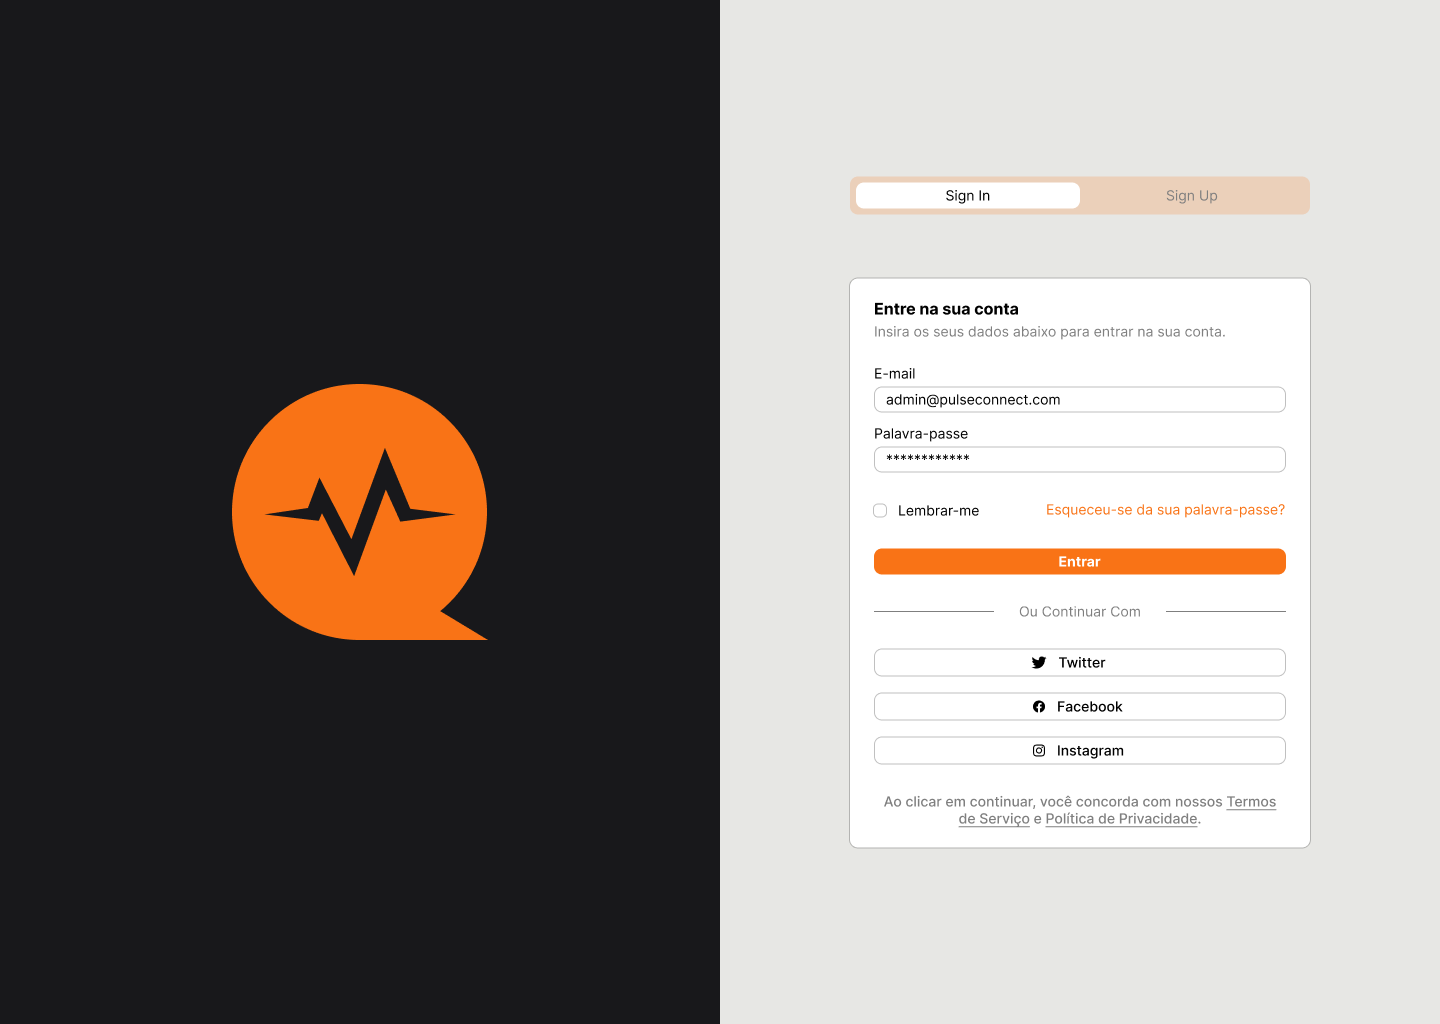 Sign In
Sign Up
Entre na sua conta
Insira os seus dados abaixo para entrar na sua conta.
E-mail
admin@pulseconnect.com
Palavra-passe
************
Lembrar-me
Esqueceu-se da sua palavra-passe?
Entrar
Ou Continuar Com
Twitter
Facebook
Instagram
Ao clicar em continuar, você concorda com nossos Termos
de Serviço e Política de Privacidade.